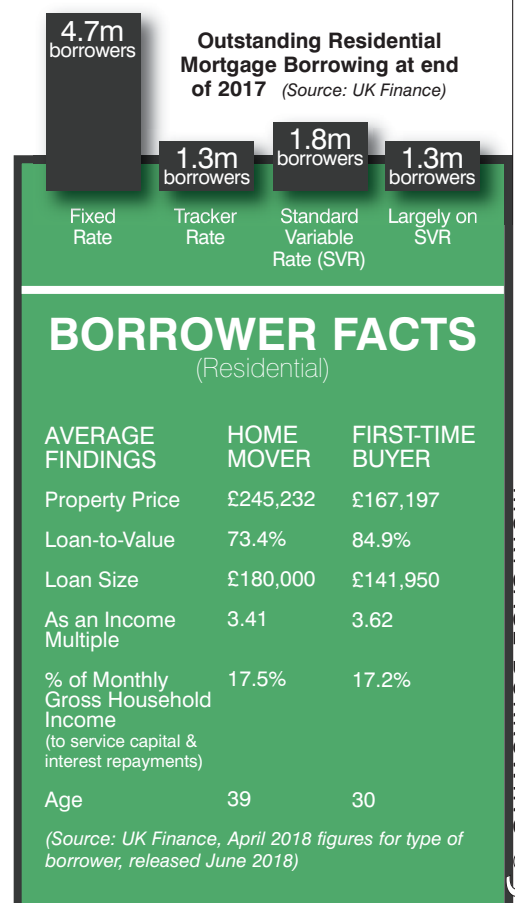 4.7m
borrowers
Outstanding Residential
Mortgage Borrowing at end
of 2017 (Source: UK Finance)
1.3m
borrowers
1.8m
borrowers
1.3m
borrowers
Fixed
Rate
Tracker
Rate
Standard
Variable
Rate (SVR)
Largely on
SVR
BORROWER FACTS
(Residential)
AVERAGE
FINDINGS
HOME
MOVER
FIRST-TIME
BUYER
Property Price £245,232 £167,197
Loan-to-Value 73.4% 84.9%
Loan Size £180,000 £141,950
As an Income
Multiple
3.41 3.62
% of Monthly
Gross Household
Income
(to service capital &
interest repayments)
17.5% 17.2%
Age 39 30
(Source: UK Finance, April 2018 figures for type of
borrower, released June 2018)